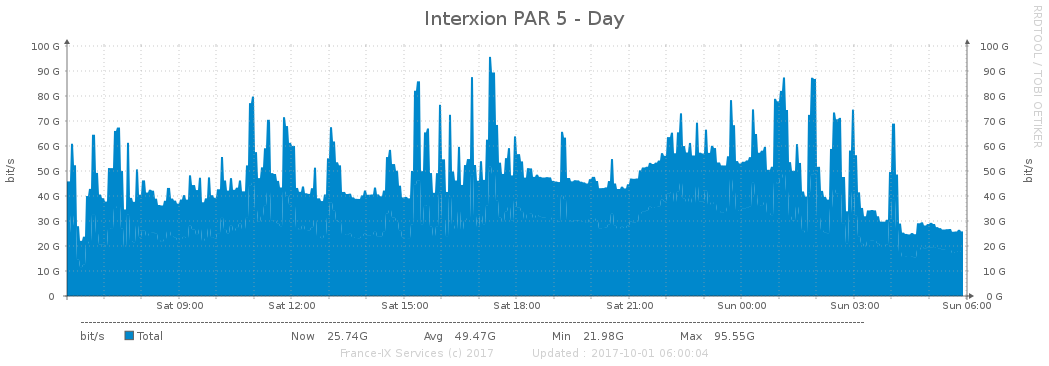 Interxion PAR 5 - Day
RRDTOOL / TOBI OETIKER
100 G 100 G
90 G 90 G
80 G 80 G
70 G 70 G
60 G 60 G
50 G 50 G
40 G 40 G
30 G 30 G
20 G 20 G
10 G 10 G
0 0 G
bit/s bit/s
Sat 09:00 Sat 12:00 Sat 15:00 Sat 18:00 Sat 21:00 Sun 00:00 Sun 03:00 Sun 06:00
bit/s Total Now 25.74G Avg 49.47G Min 21.98G Max 95.55G
France-IX Services (c) 2017 Updated : 2017-10-01 06:00:04